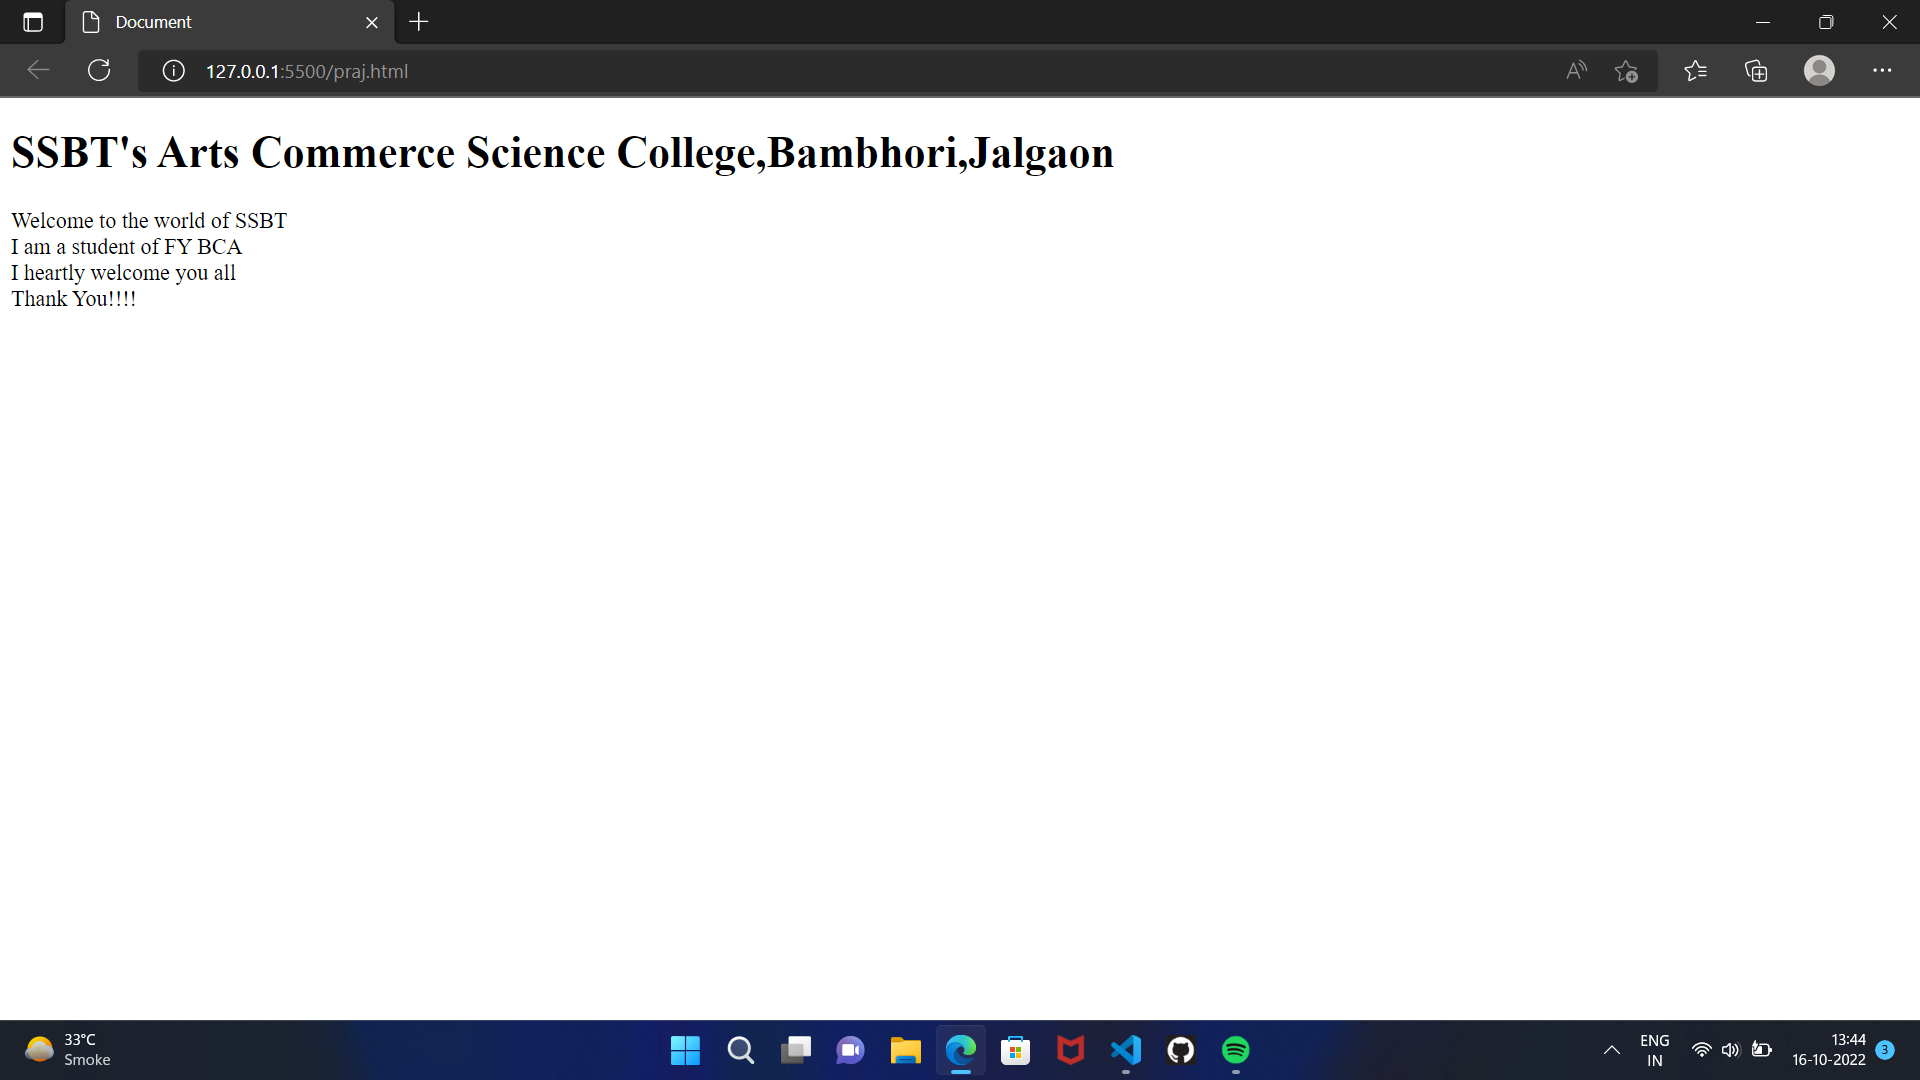 Document
127.0.0.1:5500/praj.html
SSBT's Arts Commerce Science College,Bambhori,Jalgaon
Welcome to the world of SSBT
I am a student of FY BCA
I heartly welcome you all
Thank You!!!!
33°C
Smoke
ENG
IN
13:44
16-10-2022
3